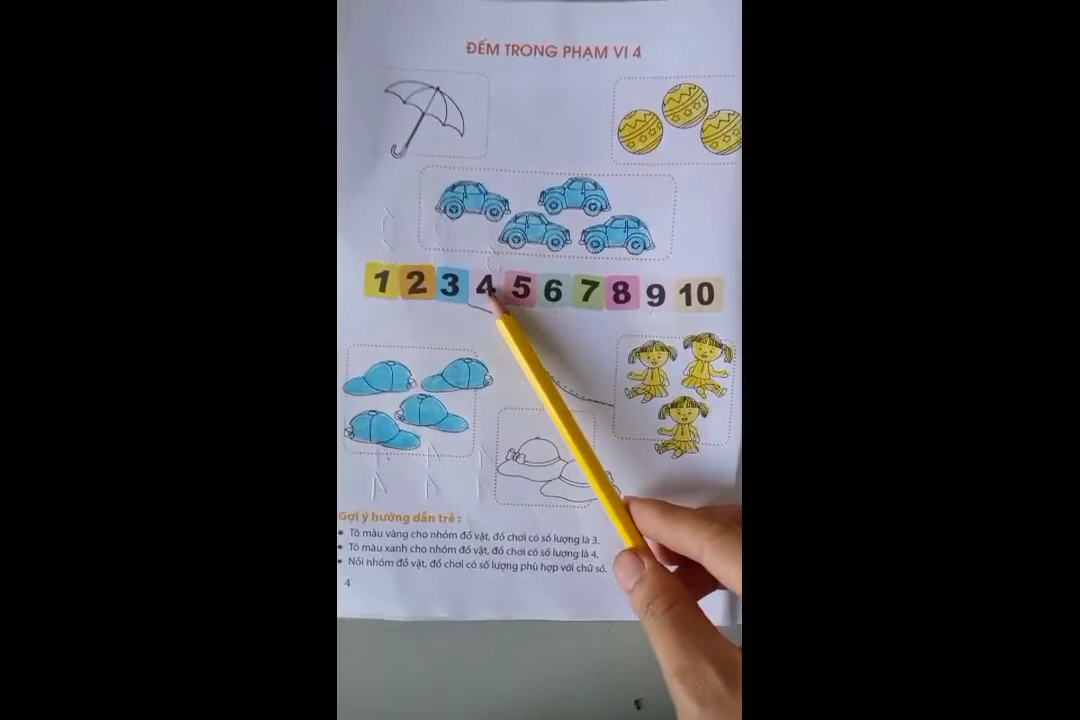 ĐẾM TRONG PHẠM VI 4
1 2 3 4 5 6 7 8 9 10
Gợi ý hướng dẫn trẻ :
• Tô màu vàng cho nhóm đồ vật, đồ chơi có số lượng là 3.
• Tô màu xanh cho nhóm đồ vật, đồ chơi có số lượng là 4.
• Nối nhóm đồ vật, đồ chơi có số lượng phù hợp với chữ số.
4